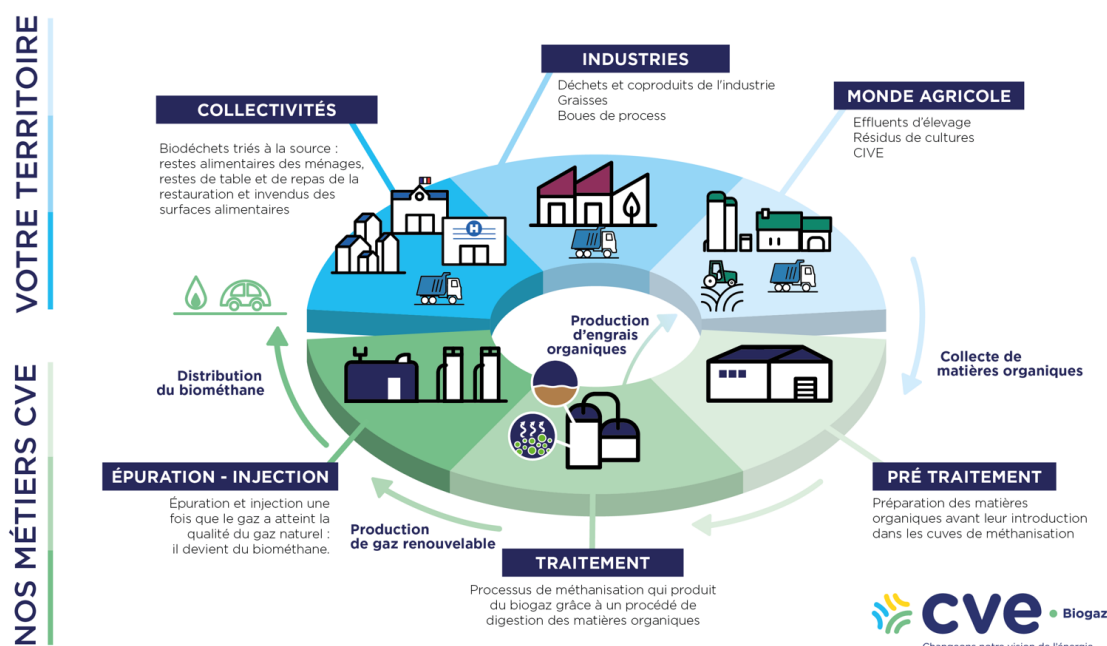 VOTRE TERRITOIRE
INDUSTRIES
Déchets et coproduits de l'industrie
Graisses
Boues de process
COLLECTIVITÉS
Biodéchets triés à la source :
restes alimentaires des ménages,
restes de table et de repas de la
restauration et invendus des
surfaces alimentaires
MONDE AGRICOLE
Effluents d'élevage
Résidus de cultures
CIVE
H
Production
d'engrais
organiques
Collecte de
matières organiques
Distribution
du biométhane
NOS MÉTIERS CVE
ÉPURATION - INJECTION
Épuration et injection une
fois que le gaz a atteint la
qualité du gaz naturel :
il devient du biométhane.
Production
de gaz renouvelable
TRAITEMENT
Processus de méthanisation qui produit
du biogaz grâce à un procédé de
digestion des matières organiques
PRÉ TRAITEMENT
Préparation des matières
organiques avant leur introduction
dans les cuves de méthanisation
cve • Biogaz
Changeons notre vision de l'énergie